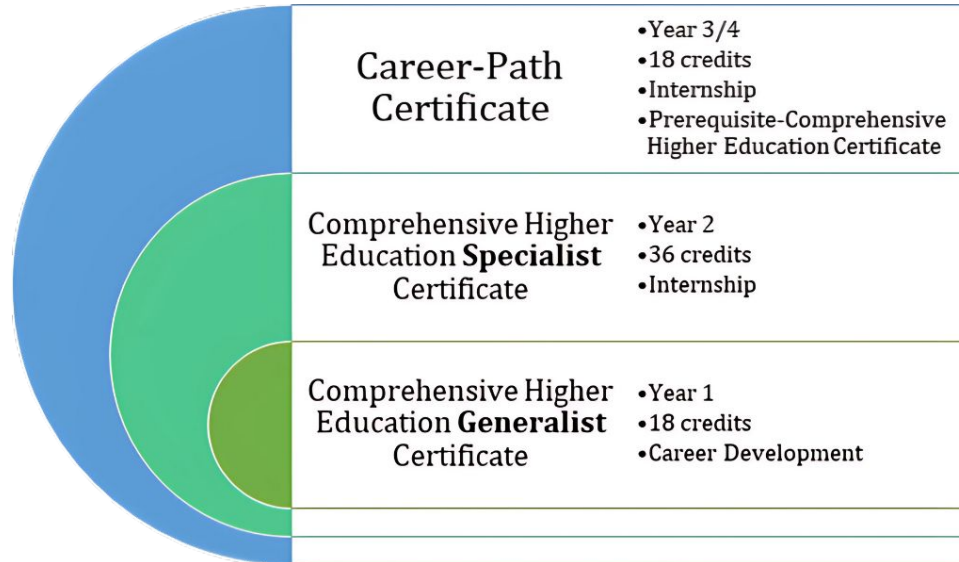 Career-Path
Certificate
•Year 3/4
•18 credits
•Internship
•Prerequisite-Comprehensive
Higher Education Certificate
Comprehensive Higher
Education Specialist
Certificate
•Year 2
•36 credits
•Internship
Comprehensive Higher
Education Generalist
Certificate
•Year 1
•18 credits
•Career Development